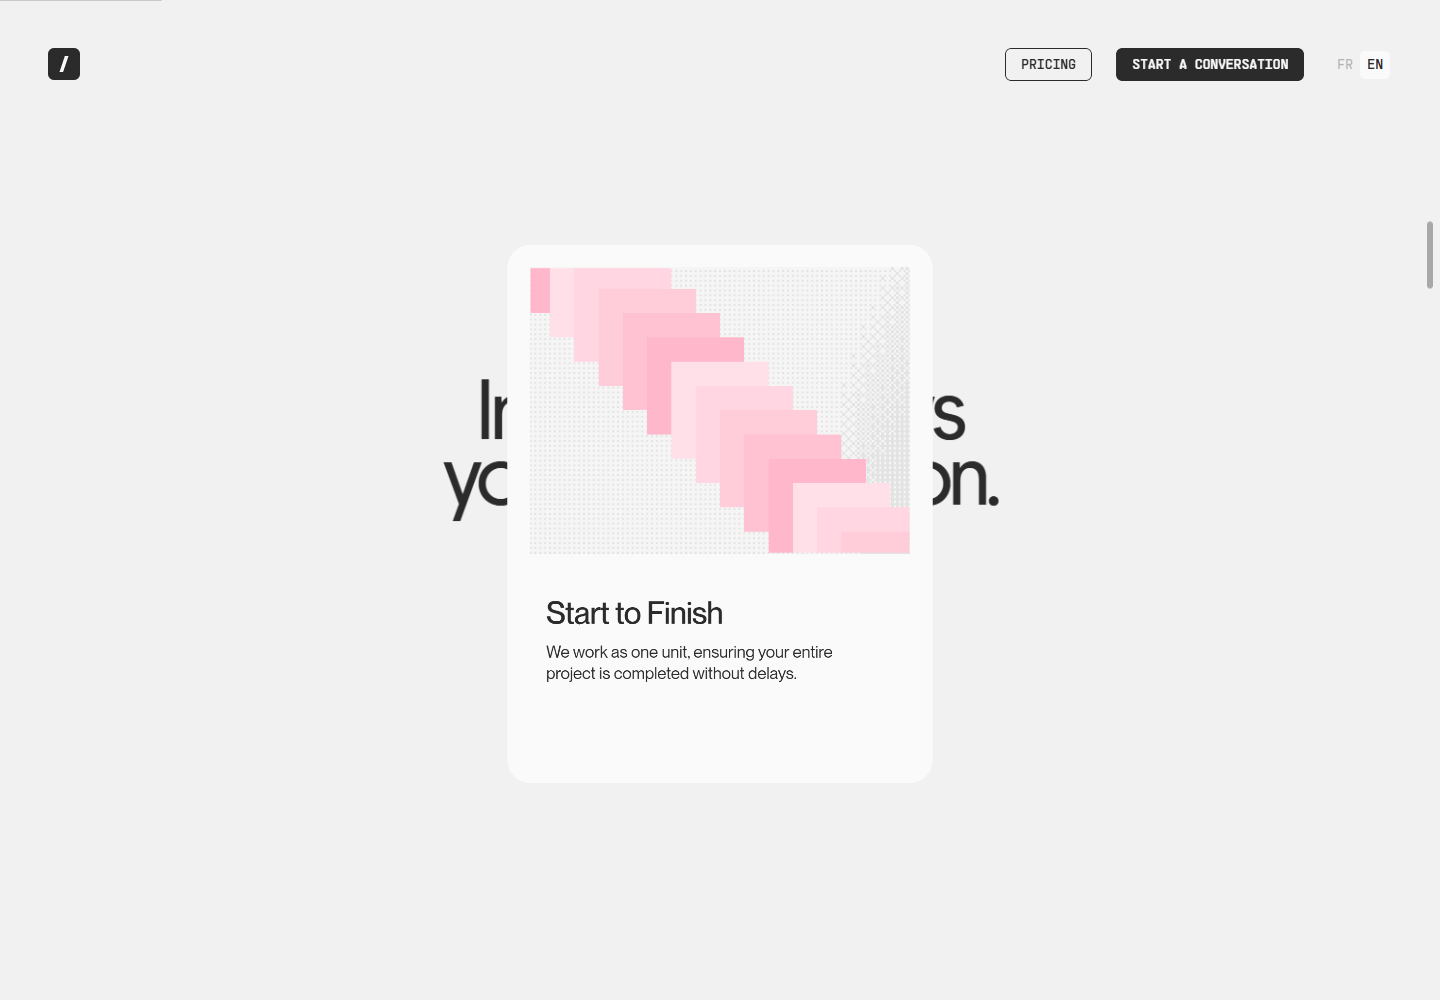 /
PRICING
START A CONVERSATION
FR
EN
Start to Finish
We work as one unit, ensuring your entire
project is completed without delays.